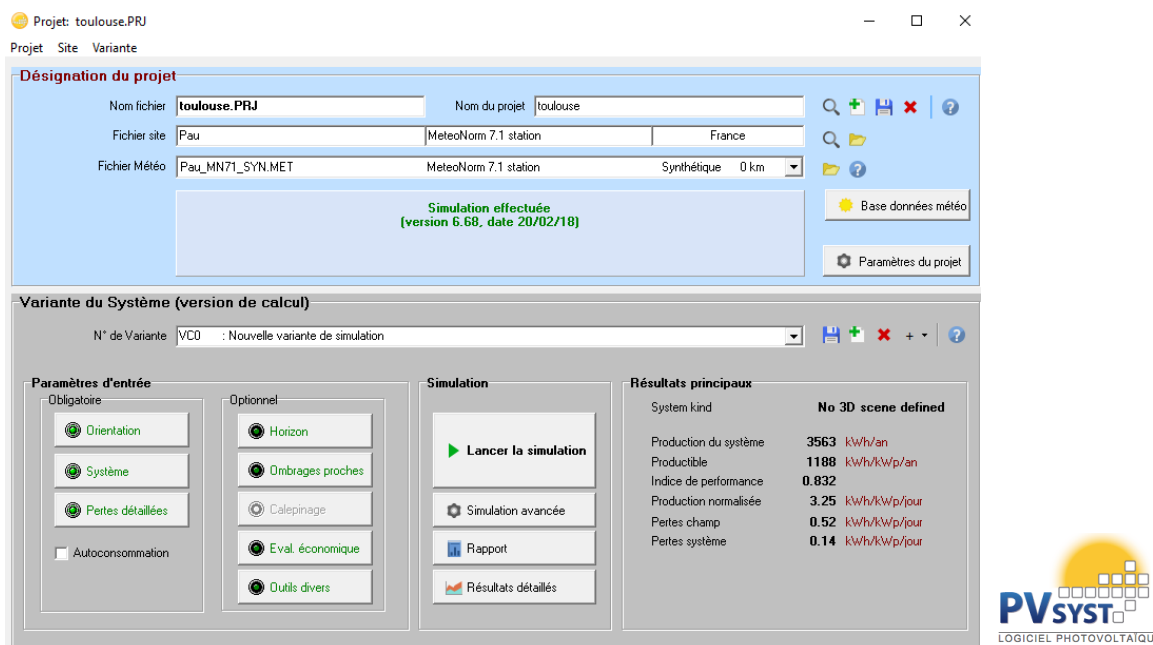 Projet: toulouse.PRJ
Projet Site Variante
Désignation du projet
Nom fichier toulouse.PRJ Nom du projet toulouse
Fichier site Pau MeteoNorm 7.1 station France
Fichier Météo Pau_MN71_SYN.MET MeteoNorm 7.1 station Synthétique 0 km
Simulation effectuée
(version 6.68, date 20/02/18)
Base données météo
Paramètres du projet
Variante du Système (version de calcul)
N° de Variante VC0 : Nouvelle variante de simulation
+
Paramètres d'entrée
Obligatoire
Orientation
Système
Pertes détaillées
Autoconsommation
Optionnel
Horizon
Ombrages proches
Calepinage
Eval. économique
Outils divers
Simulation
Lancer la simulation
Simulation avancée
Rapport
Résultats détaillés
Résultats principaux
System kind No 3D scene defined
Production du système 3563 kWh/an
Productible 1188 kWh/kWp/an
Indice de performance 0.832
Production normalisée 3.25 kWh/kWp/jour
Pertes champ 0.52 kWh/kWp/jour
Pertes système 0.14 kWh/kWp/jour
PVSYST
LOGICIEL PHOTOVOLTAÏQU